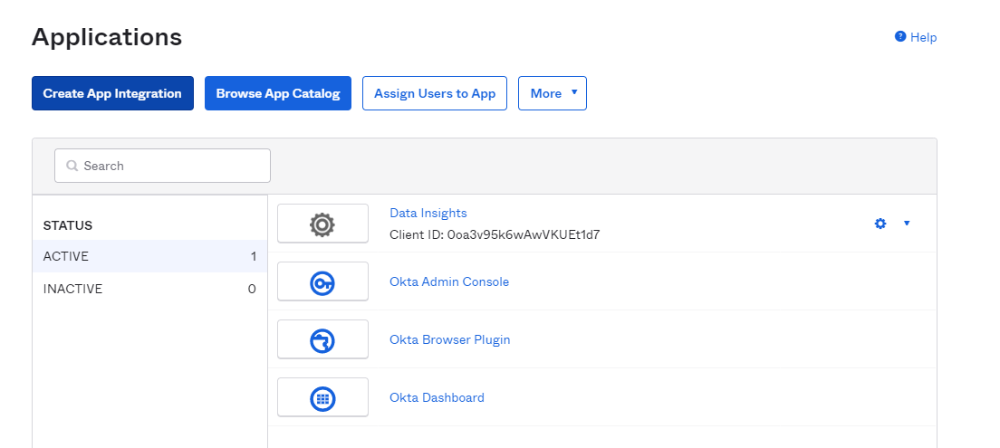 Applications
Help
Create App Integration
Browse App Catalog
Assign Users to App
More
Search
STATUS
ACTIVE 1
INACTIVE 0
Data Insights
Client ID: 0oa3v95k6wAwVKUEt1d7
Okta Admin Console
Okta Browser Plugin
Okta Dashboard